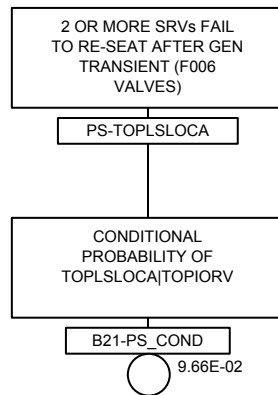 2 OR MORE SRVs FAIL
TO RE-SEAT AFTER GEN
TRANSIENT (F006
VALVES)
PS-TOPLSLOCA
CONDITIONAL
PROBABILITY OF
TOPLSLOCA|TOPIORV
B21-PS_COND
9.66E-02